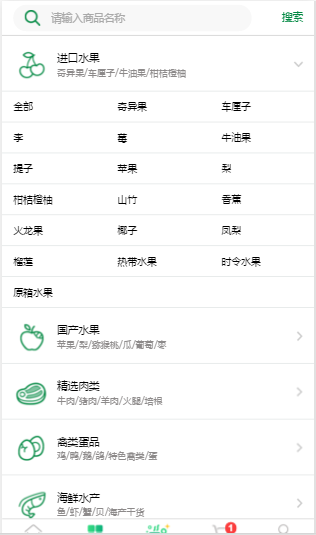 请输入商品名称 搜索
进口水果
奇异果/车厘子/牛油果/柑桔橙柚
全部 奇异果 车厘子
李 莓 牛油果
提子 苹果 梨
柑桔橙柚 山竹 香蕉
火龙果 椰子 凤梨
榴莲 热带水果 时令水果
原箱水果
国产水果
苹果/梨/猕猴桃/瓜/葡萄/枣
精选肉类
牛肉/猪肉/羊肉/火腿/培根
禽类蛋品
鸡/鸭/鹅/鸽/特色禽类/蛋
海鲜水产
鱼/虾/蟹/贝/海产干货
1